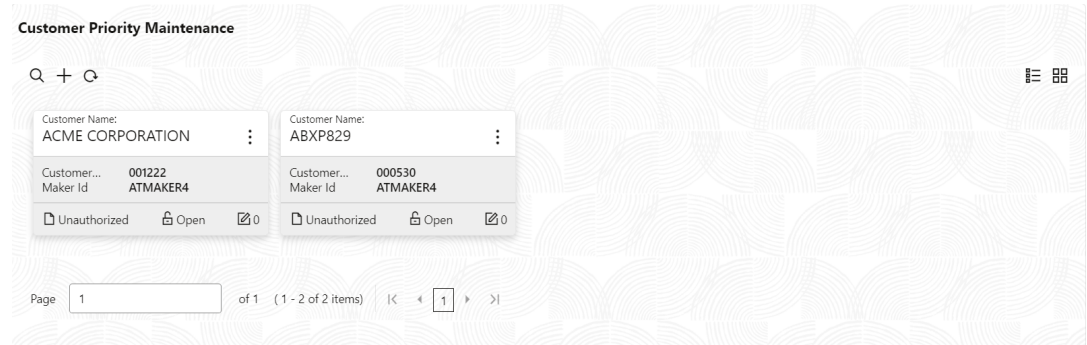 Customer Priority Maintenance
Customer Name:
ACME CORPORATION
Customer... 001222
Maker Id ATMAKER4
Unauthorized Open 0
Customer Name:
ABXP829
Customer... 000530
Maker Id ATMAKER4
Unauthorized Open 0
Page 1 of 1 ( 1 - 2 of 2 items) 1